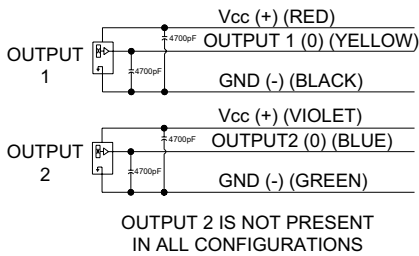 Vcc (+) (RED)
OUTPUT 1 (0) (YELLOW)
4700pF
OUTPUT
1
4700pF
GND (-) (BLACK)
Vcc (+) (VIOLET)
OUTPUT2 (0) (BLUE)
4700pF
OUTPUT
2
4700pF
GND (-) (GREEN)
OUTPUT 2 IS NOT PRESENT
IN ALL CONFIGURATIONS